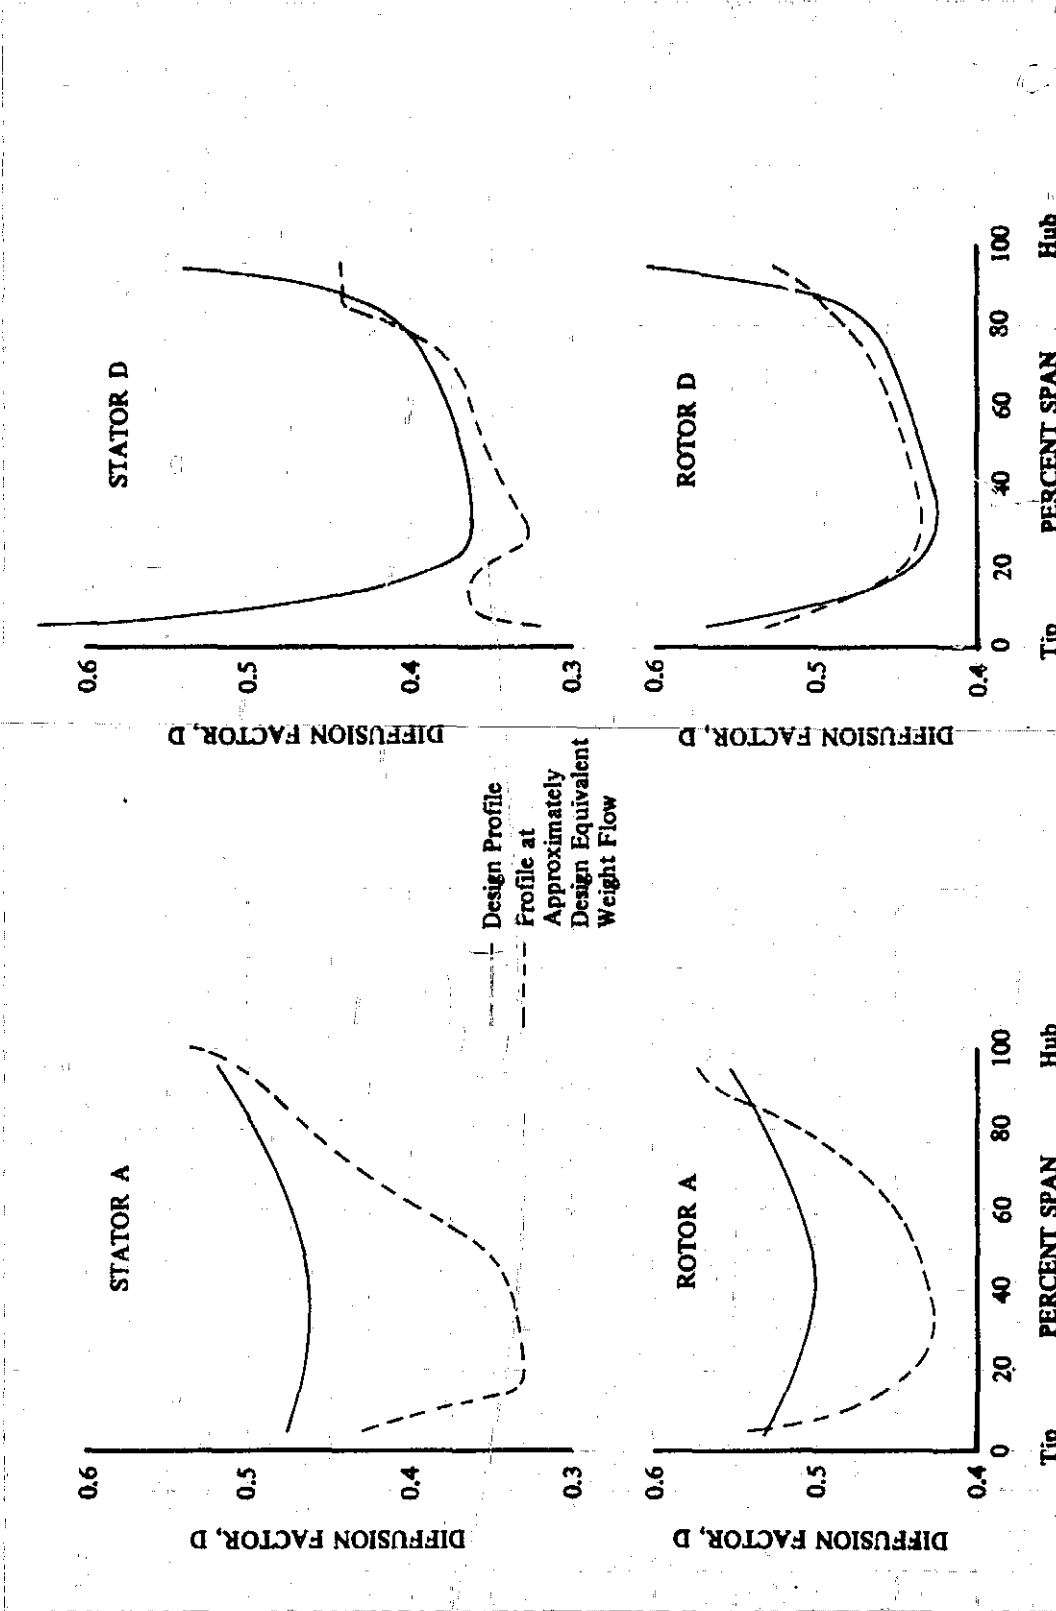 STATOR A
DIFFUSION FACTOR, D
0.6
0.5
0.4
0.3
STATOR D
DIFFUSION FACTOR, D
0.6
0.5
0.4
0.3
Design Profile
Profile at
Approximately
Design Equivalent
Weight Flow
ROTOR A
DIFFUSION FACTOR, D
0.6
0.5
0.4
0
20
40
60
80
100
Tip
PERCENT SPAN
Hub
ROTOR D
DIFFUSION FACTOR, D
0.6
0.5
0.4
0
20
40
60
80
100
Tip
PERCENT SPAN
Hub